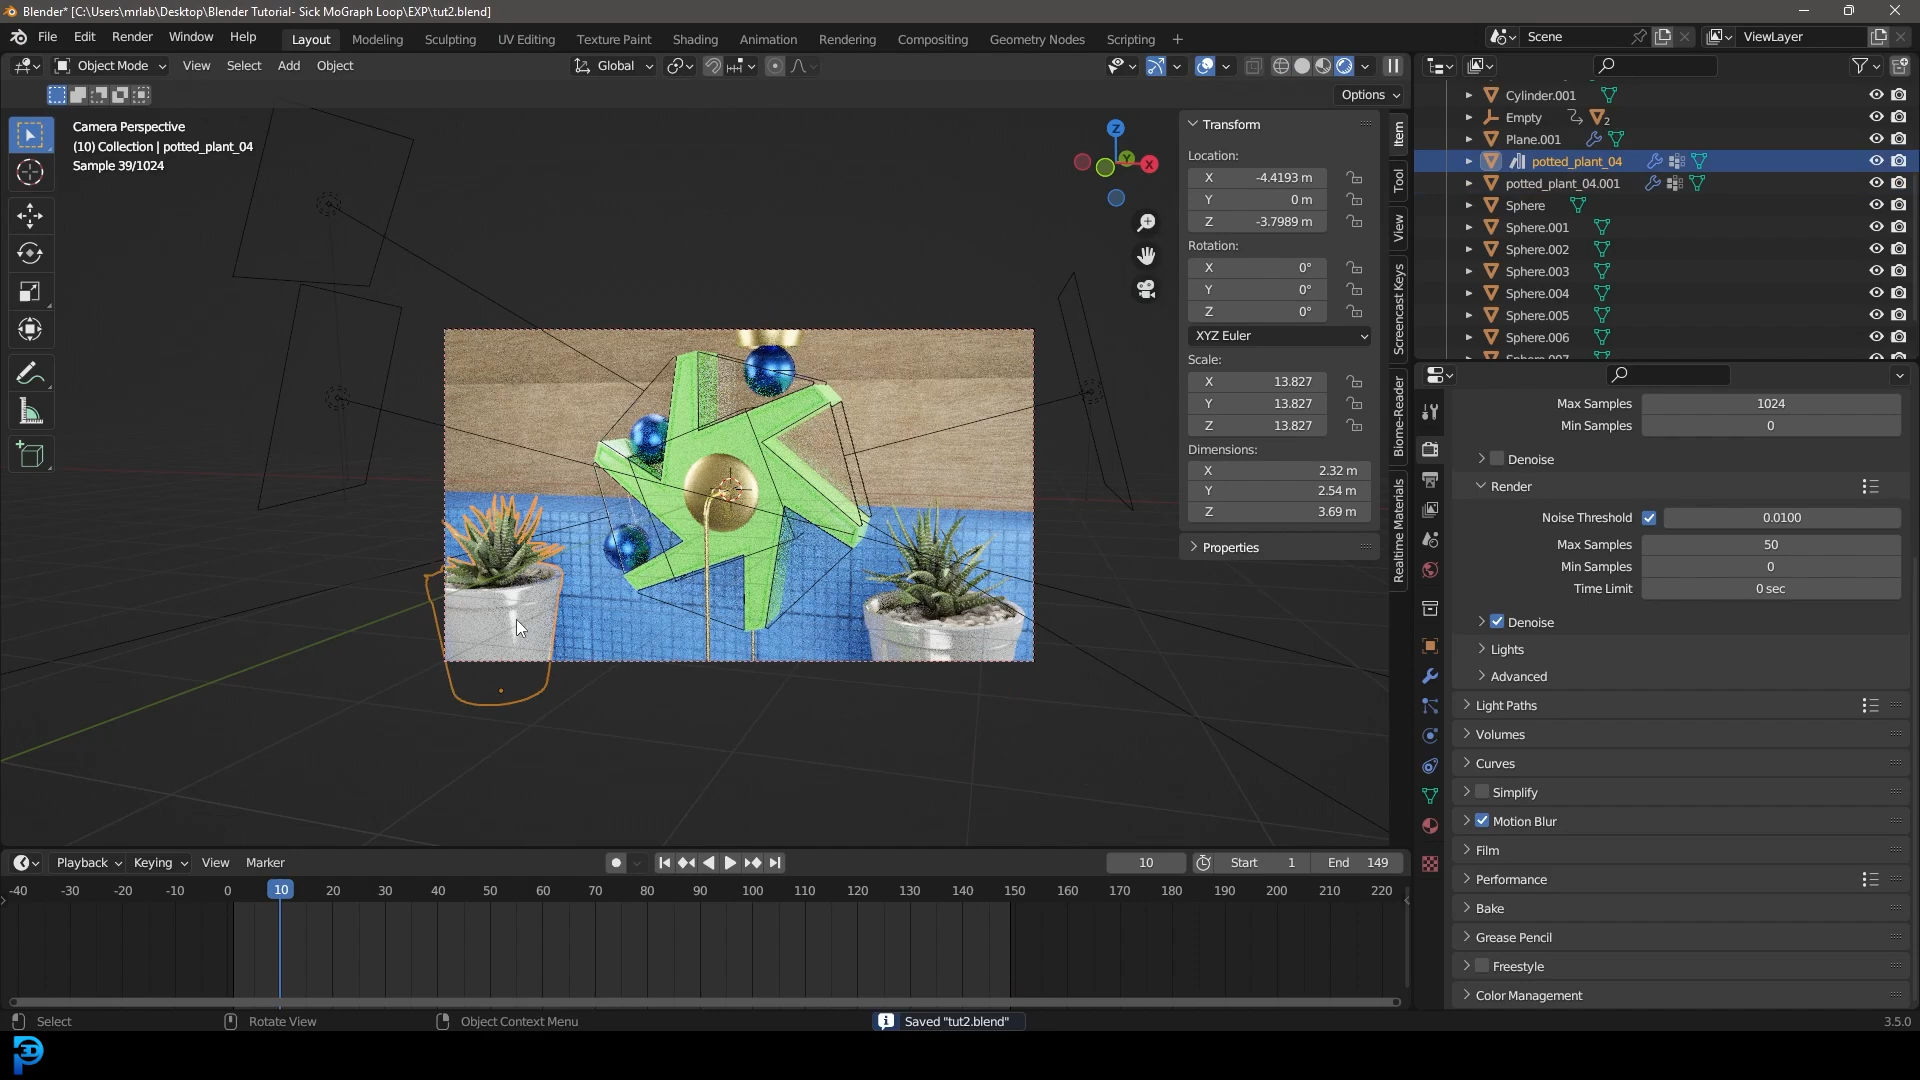 Blender* [C:\Users\mrlab\Desktop\Blender Tutorial- Sick MoGraph Loop\EXP\tut2.blend]
File Edit Render Window Help Layout Modeling Sculpting UV Editing Texture Paint Shading Animation Rendering Compositing Geometry Nodes Scripting + Scene ViewLayer
Object Mode View Select Add Object Global
Options
Camera Perspective
(10) Collection | potted_plant_04
Sample 39/1024
Z
Y
X
Transform
Location:
X -4.4193 m
Y 0 m
Z -3.7989 m
Rotation:
X 0°
Y 0°
Z 0°
XYZ Euler
Scale:
X 13.827
Y 13.827
Z 13.827
Dimensions:
X 2.32 m
Y 2.54 m
Z 3.69 m
Properties
Item
Tool
View
Screencast Keys
Biome-Reader
Realtime Materials
Cylinder.001
Empty 2
Plane.001
potted_plant_04
potted_plant_04.001
Sphere
Sphere.001
Sphere.002
Sphere.003
Sphere.004
Sphere.005
Sphere.006
Sphere.007
Max Samples 1024
Min Samples 0
Denoise
Render
Noise Threshold 0.0100
Max Samples 50
Min Samples 0
Time Limit 0 sec
Denoise
Lights
Advanced
Light Paths
Volumes
Curves
Simplify
Motion Blur
Film
Performance
Bake
Grease Pencil
Freestyle
Color Management
Playback Keying View Marker 10 Start 1 End 149
-40 -30 -20 -10 0 10 20 30 40 50 60 70 80 90 100 110 120 130 140 150 160 170 180 190 200 210 220
Select Rotate View Object Context Menu Saved "tut2.blend" 3.5.0